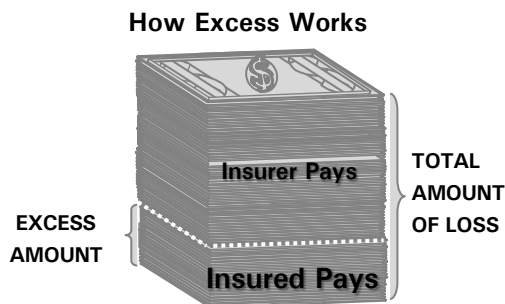 How Excess Works
$
Insurer Pays
TOTAL
AMOUNT
OF LOSS
EXCESS
AMOUNT
Insured Pays